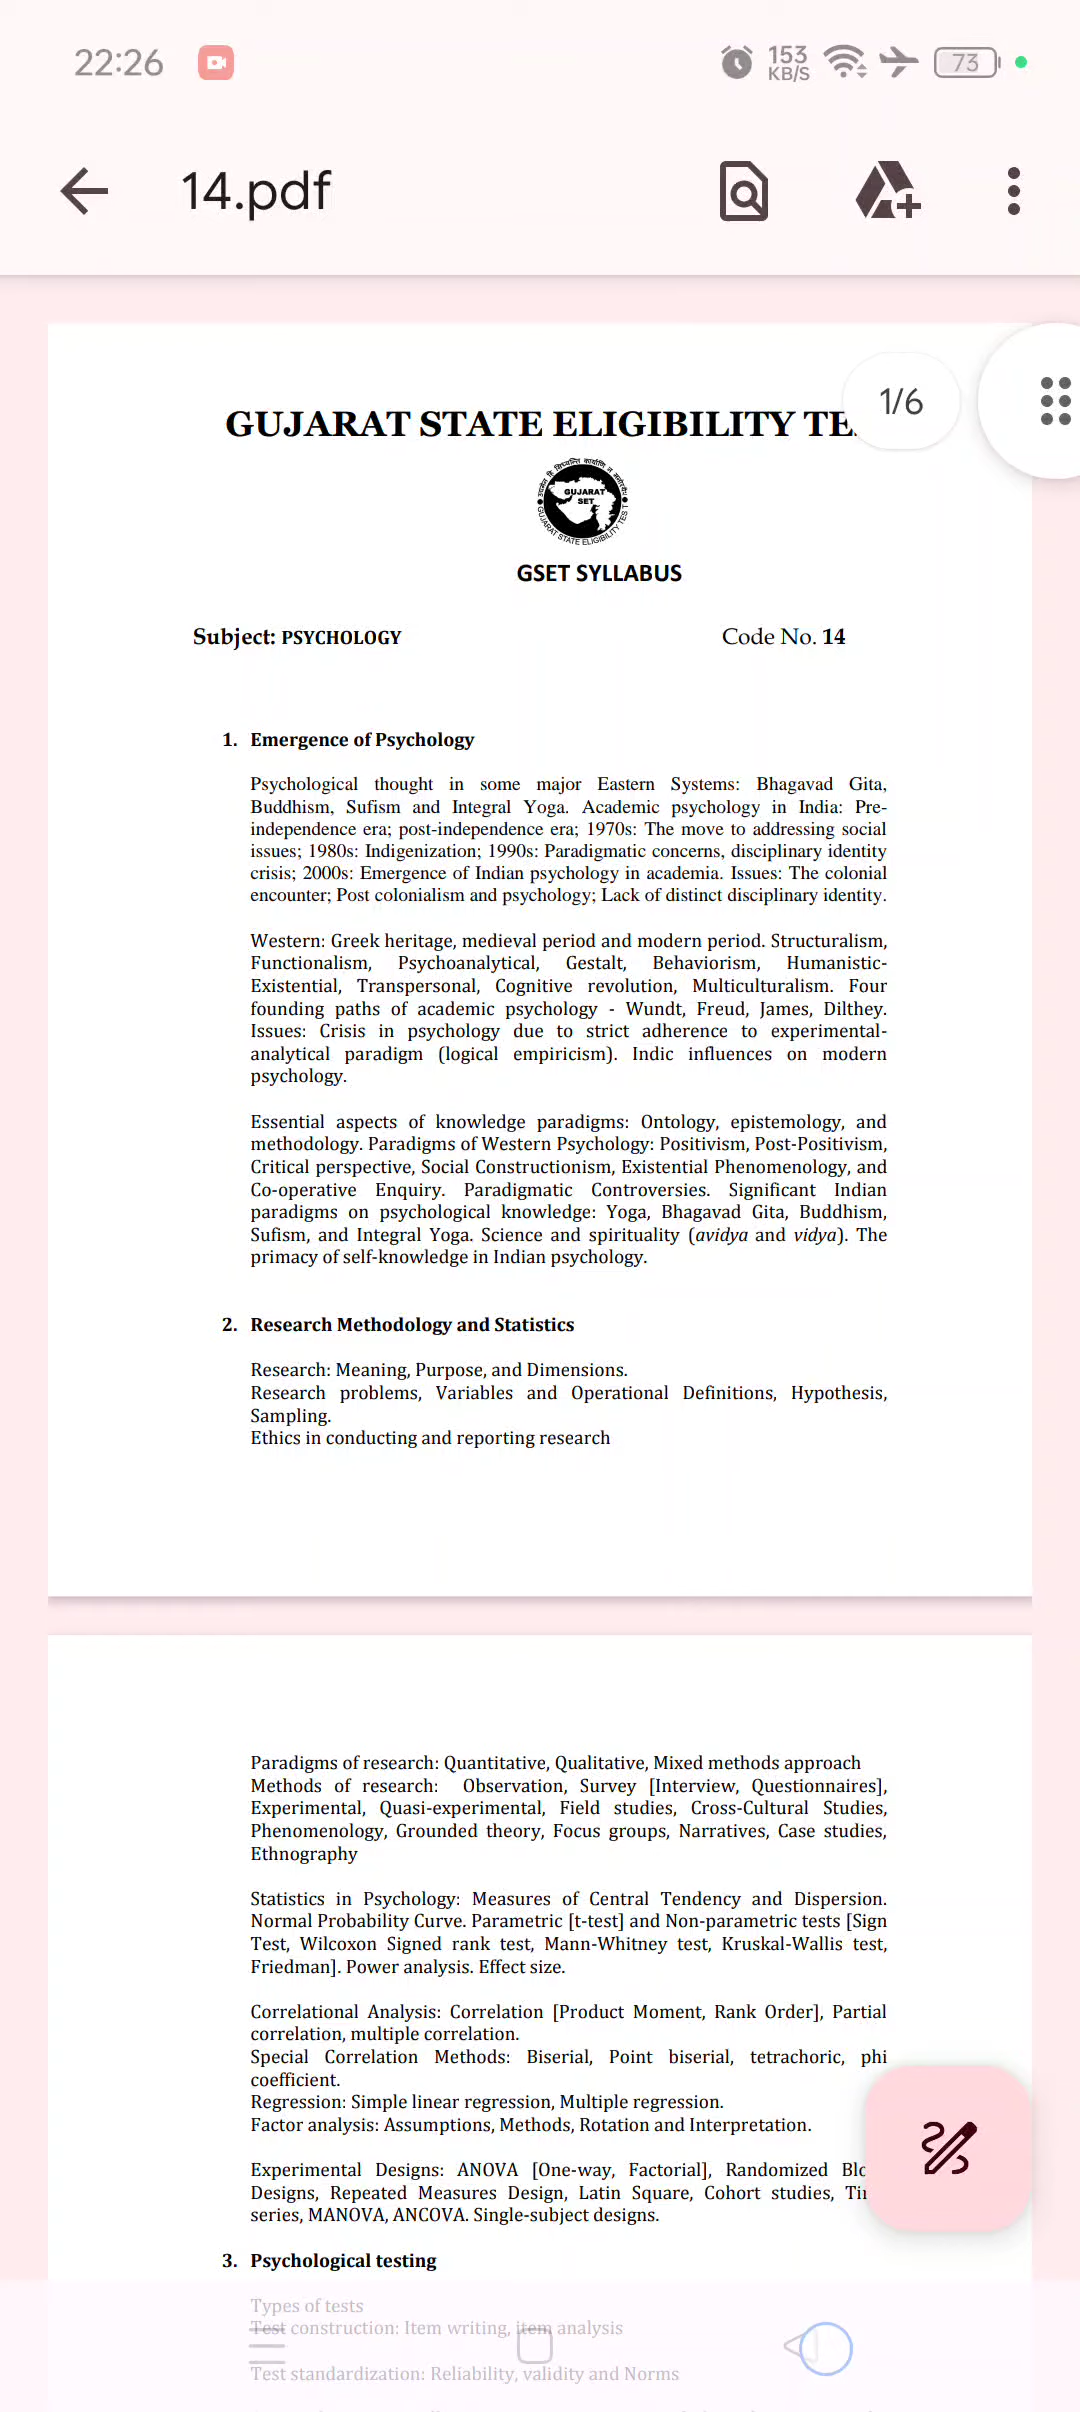 22:26
153
KB/S
73
14.pdf
1/6
GUJARAT STATE ELIGIBILITY
GUJARAT
SET
GUJARAT STATE ELIGIBILITY TEST
GSET SYLLABUS
Subject: PSYCHOLOGY Code No. 14
1. Emergence of Psychology
Psychological thought in some major Eastern Systems: Bhagavad Gita,
Buddhism, Sufism and Integral Yoga. Academic psychology in India: Pre-
independence era; post-independence era; 1970s: The move to addressing social
issues; 1980s: Indigenization; 1990s: Paradigmatic concerns, disciplinary identity
crisis; 2000s: Emergence of Indian psychology in academia. Issues: The colonial
encounter; Post colonialism and psychology; Lack of distinct disciplinary identity.
Western: Greek heritage, medieval period and modern period. Structuralism,
Functionalism, Psychoanalytical, Gestalt, Behaviorism, Humanistic-
Existential, Transpersonal, Cognitive revolution, Multiculturalism. Four
founding paths of academic psychology - Wundt, Freud, James, Dilthey.
Issues: Crisis in psychology due to strict adherence to experimental-
analytical paradigm (logical empiricism). Indic influences on modern
psychology.
Essential aspects of knowledge paradigms: Ontology, epistemology, and
methodology. Paradigms of Western Psychology: Positivism, Post-Positivism,
Critical perspective, Social Constructionism, Existential Phenomenology, and
Co-operative Enquiry. Paradigmatic Controversies. Significant Indian
paradigms on psychological knowledge: Yoga, Bhagavad Gita, Buddhism,
Sufism, and Integral Yoga. Science and spirituality (avidya and vidya). The
primacy of self-knowledge in Indian psychology.
2. Research Methodology and Statistics
Research: Meaning, Purpose, and Dimensions.
Research problems, Variables and Operational Definitions, Hypothesis,
Sampling.
Ethics in conducting and reporting research
Paradigms of research: Quantitative, Qualitative, Mixed methods approach
Methods of research: Observation, Survey [Interview, Questionnaires],
Experimental, Quasi-experimental, Field studies, Cross-Cultural Studies,
Phenomenology, Grounded theory, Focus groups, Narratives, Case studies,
Ethnography
Statistics in Psychology: Measures of Central Tendency and Dispersion.
Normal Probability Curve. Parametric [t-test] and Non-parametric tests [Sign
Test, Wilcoxon Signed rank test, Mann-Whitney test, Kruskal-Wallis test,
Friedman]. Power analysis. Effect size.
Correlational Analysis: Correlation [Product Moment, Rank Order], Partial
correlation, multiple correlation.
Special Correlation Methods: Biserial, Point biserial, tetrachoric, phi
coefficient.
Regression: Simple linear regression, Multiple regression.
Factor analysis: Assumptions, Methods, Rotation and Interpretation.
Experimental Designs: ANOVA [One-way, Factorial], Randomized
Designs, Repeated Measures Design, Latin Square, Cohort studies,
series, MANOVA, ANCOVA. Single-subject designs.
3. Psychological testing
Types of tests
Test construction: Item writing, item analysis
Test standardization: Reliability, validity and Norms